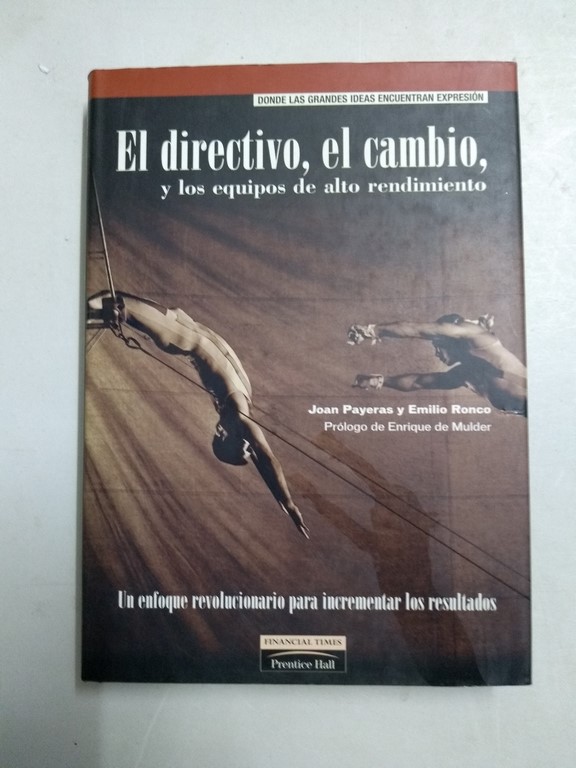 DONDE LAS GRANDES IDEAS ENCUENTRAN EXPRESIÓN
El directivo, el cambio,
y los equipos de alto rendimiento
Joan Payeras y Emilio Ronco
Prólogo de Enrique de Mulder
Un enfoque revolucionario para incrementar los resultados
FINANCIAL TIMES
Prentice Hall